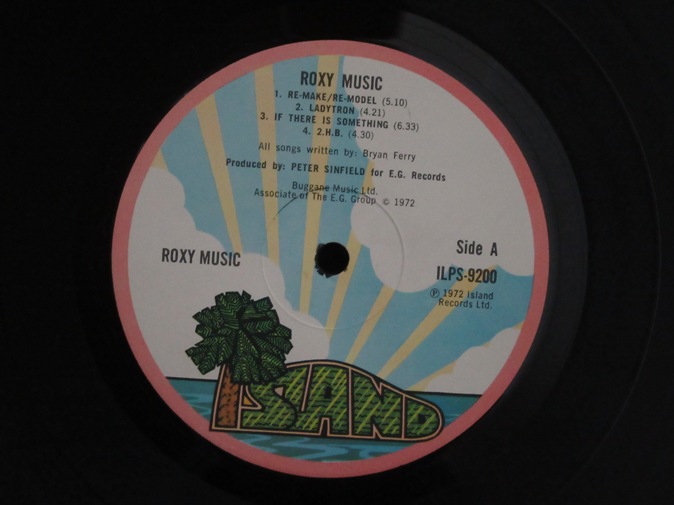 ROXY MUSIC
1. RE-MAKE/RE-MODEL (5.10)
2. LADYTRON (4.21)
3. IF THERE IS SOMETHING (6.33)
4. 2.H.B. (4.30)
All songs written by: Bryan Ferry
Produced by: PETER SINFIELD for E.G. Records
Buggane Music Ltd.
Associate of The E.G. Group © 1972
ROXY MUSIC
Side A
ILPS-9200
℗ 1972 Island
Records Ltd.
ISLAND